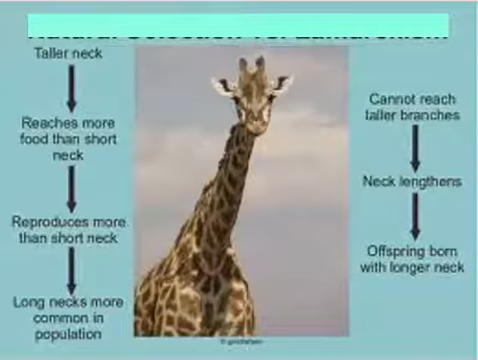 Taller neck
Reaches more
food than short
neck
Reproduces more
than short neck
Long necks more
common in
population
Cannot reach
taller branches
Neck lengthens
Offspring born
with longer neck